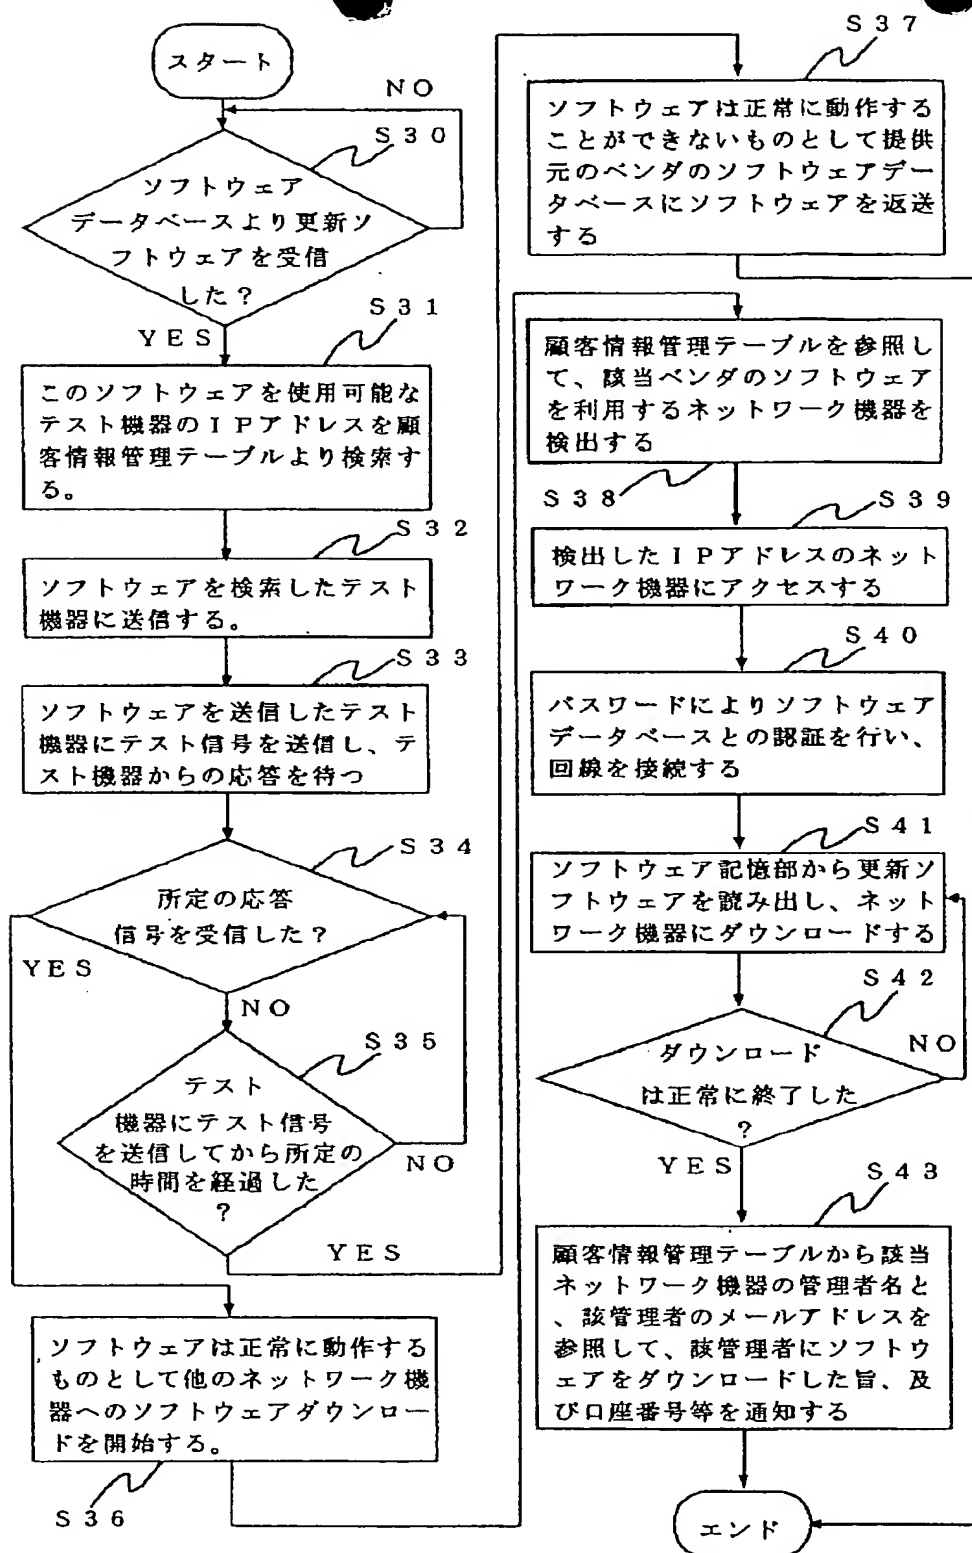 スタート
NO
S30
ソフトウェア
データベースより更新ソ
フトウェアを受信
した?
YES
S31
このソフトウェアを使用可能な
テスト機器のIPアドレスを顧
客情報管理テーブルより検索す
る。
S32
ソフトウェアを検索したテスト
機器に送信する。
S33
ソフトウェアを送信したテスト
機器にテスト信号を送信し、テ
スト機器からの応答を待つ
S34
所定の応答
信号を受信した?
YES
NO
S35
テスト
機器にテスト信号
を送信してから所定の
時間を経過した
?
NO
YES
ソフトウェアは正常に動作する
ものとして他のネットワーク機
器へのソフトウェアダウンロー
ドを開始する。
S36
S37
ソフトウェアは正常に動作する
ことができないものとして提供
元のベンダのソフトウェアデー
タベースにソフトウェアを返送
する
顧客情報管理テーブルを参照し
て、該当ベンダのソフトウェア
を利用するネットワーク機器を
検出する
S38
S39
検出したIPアドレスのネット
ワーク機器にアクセスする
S40
パスワードによりソフトウェア
データベースとの認証を行い、
回線を接続する
S41
ソフトウェア記憶部から更新ソ
フトウェアを読み出し、ネット
ワーク機器にダウンロードする
S42
ダウンロード
は正常に終了した
?
NO
YES
S43
顧客情報管理テーブルから該当
ネットワーク機器の管理者名と
、該管理者のメールアドレスを
参照して、該管理者にソフトウ
ェアをダウンロードした旨、及
び口座番号等を通知する
エンド